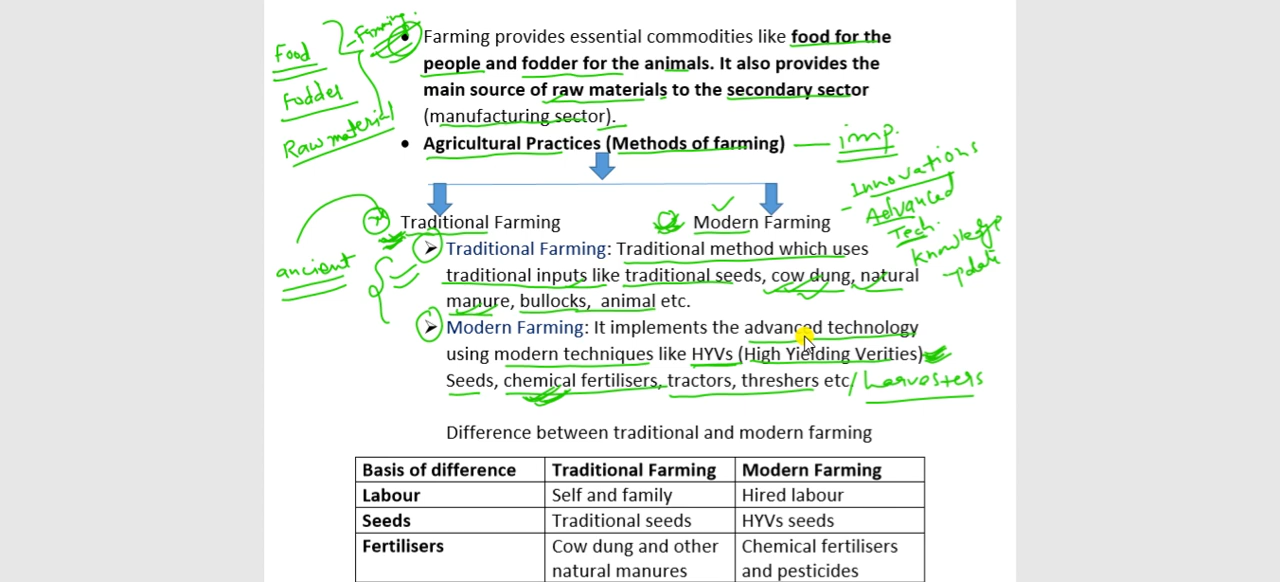 Farming provides essential commodities like food for the
people and fodder for the animals. It also provides the
main source of raw materials to the secondary sector
(manufacturing sector).
Agricultural Practices (Methods of farming)
Traditional Farming
Modern Farming
Traditional Farming: Traditional method which uses
traditional inputs like traditional seeds, cow dung, natural
manure, bullocks, animal etc.
Modern Farming: It implements the advanced technology
using modern techniques like HYVs (High Yielding Verities)
Seeds, chemical fertilisers, tractors, threshers etc/ harvesters
Difference between traditional and modern farming
Basis of difference Traditional Farming Modern Farming
Labour Self and family Hired labour
Seeds Traditional seeds HYVs seeds
Fertilisers Cow dung and other Chemical fertilisers
natural manures and pesticides
Food
Fodder
Raw material
Farming.
ancient
imp.
Innovations
Advanced
Tech.
Knowledge
update